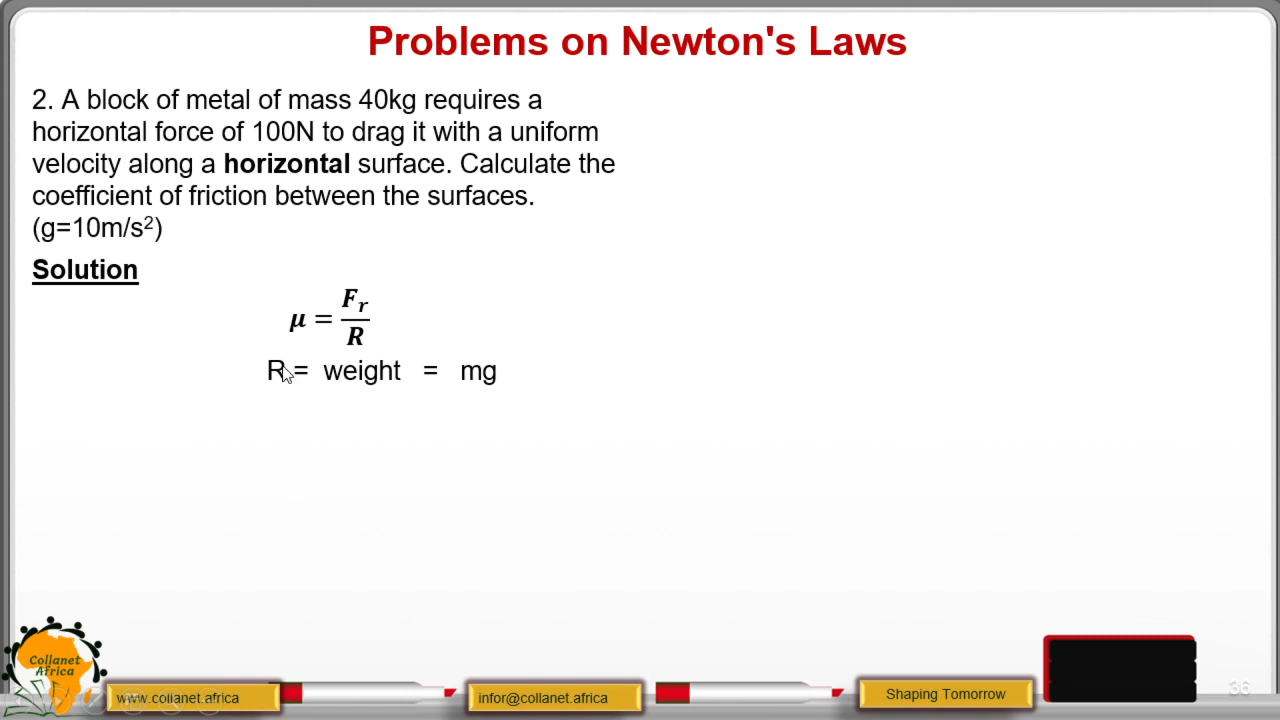 Problems on Newton's Laws
2. A block of metal of mass 40kg requires a
horizontal force of 100N to drag it with a uniform
velocity along a horizontal surface. Calculate the
coefficient of friction between the surfaces.
(g=10m/s²)
Solution
μ = Fᵣ/R
R = weight = mg
Collanet
Africa
www.collanet.africa
infor@collanet.africa
Shaping Tomorrow
36